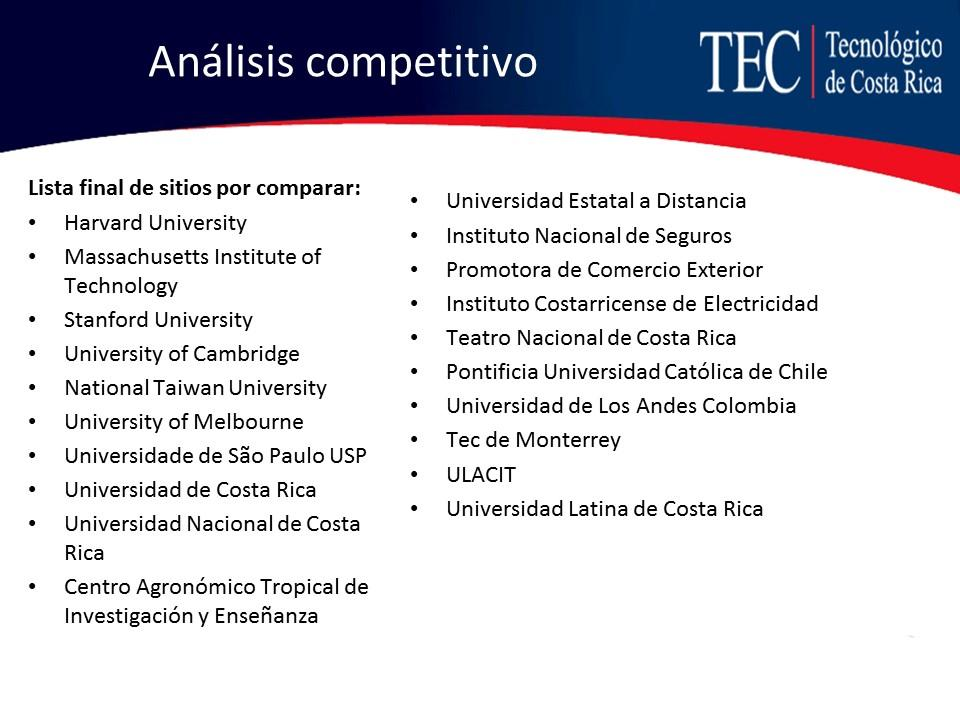 Análisis competitivo
TEC
Tecnológico
de Costa Rica
Lista final de sitios por comparar:
• Harvard University
• Massachusetts Institute of
Technology
• Stanford University
• University of Cambridge
• National Taiwan University
• University of Melbourne
• Universidade de São Paulo USP
• Universidad de Costa Rica
• Universidad Nacional de Costa
Rica
• Centro Agronómico Tropical de
Investigación y Enseñanza
• Universidad Estatal a Distancia
• Instituto Nacional de Seguros
• Promotora de Comercio Exterior
• Instituto Costarricense de Electricidad
• Teatro Nacional de Costa Rica
• Pontificia Universidad Católica de Chile
• Universidad de Los Andes Colombia
• Tec de Monterrey
• ULACIT
• Universidad Latina de Costa Rica